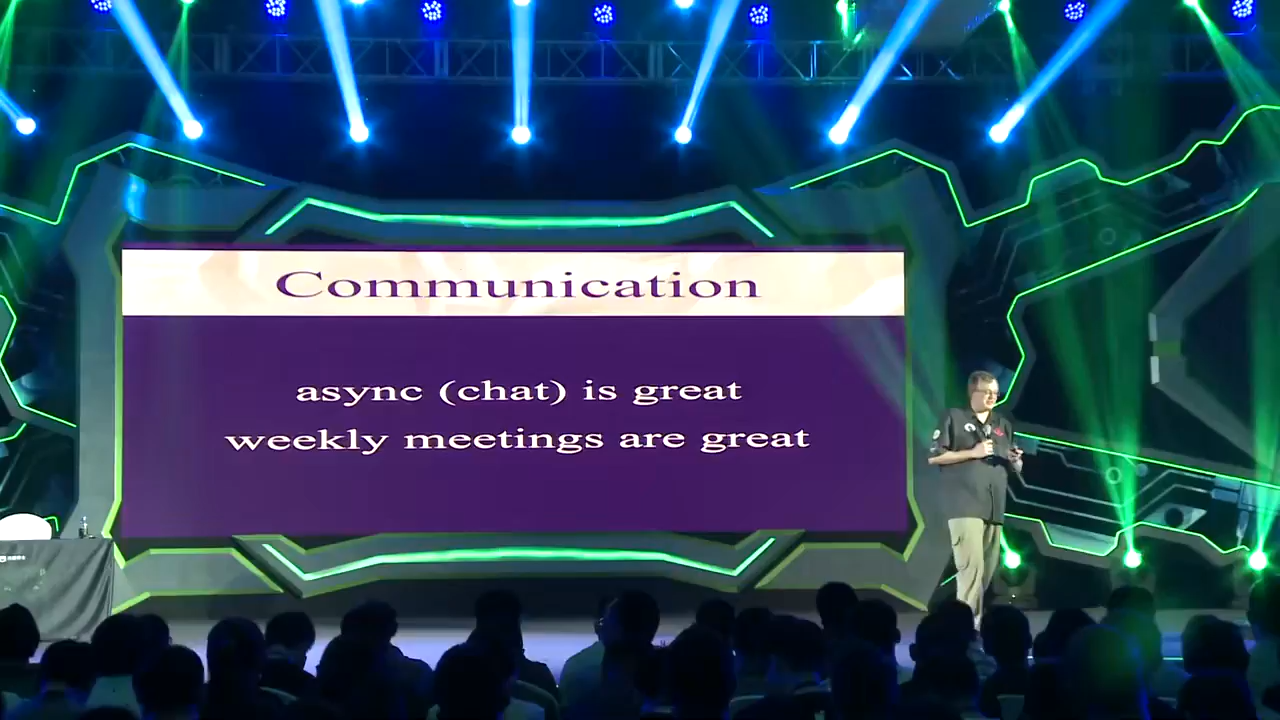 Communication
async (chat) is great
weekly meetings are great